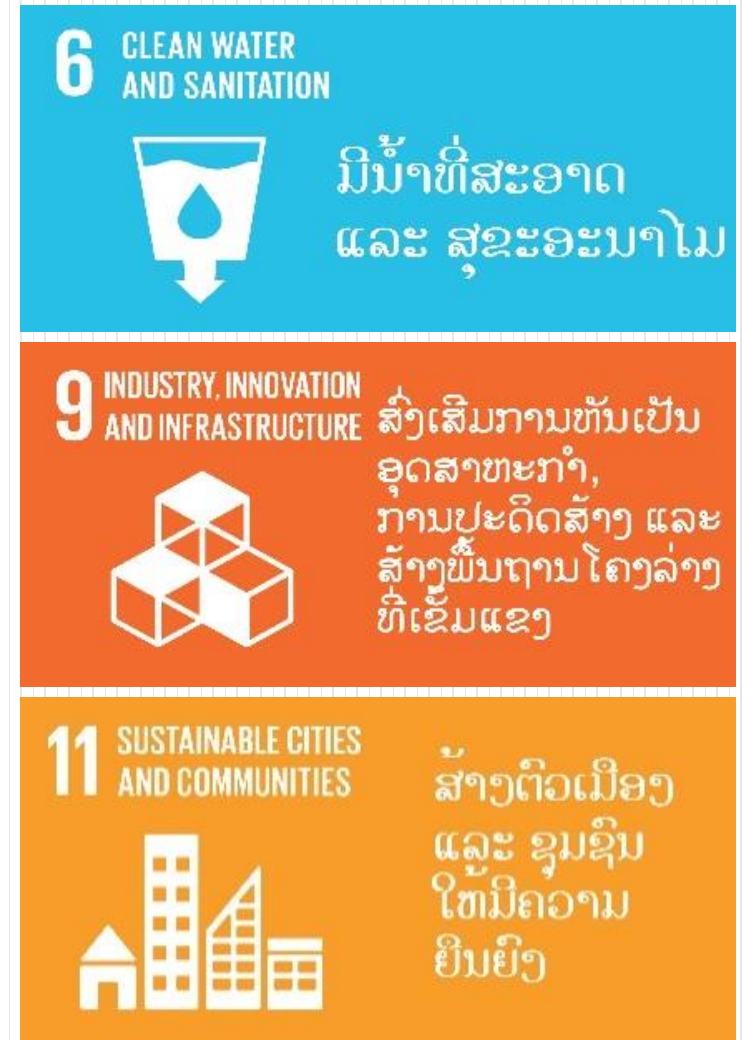 6 CLEAN WATER
AND SANITATION
ມີນ້ຳທີ່ສະອາດ
ແລະ ສຸຂະອະນາໄມ
9 INDUSTRY, INNOVATION
AND INFRASTRUCTURE
ສົ່ງເສີມການຫັນເປັນ
ອຸດສາຫະກຳ,
ການປະດິດສ້າງ ແລະ
ສ້າງພື້ນຖານໂຄງລ່າງ
ທີ່ເຂັ້ມແຂງ
11 SUSTAINABLE CITIES
AND COMMUNITIES
ສ້າງຕົວເມືອງ
ແລະ ຊຸມຊົນ
ໃຫ້ມີຄວາມ
ຍືນຍົງ